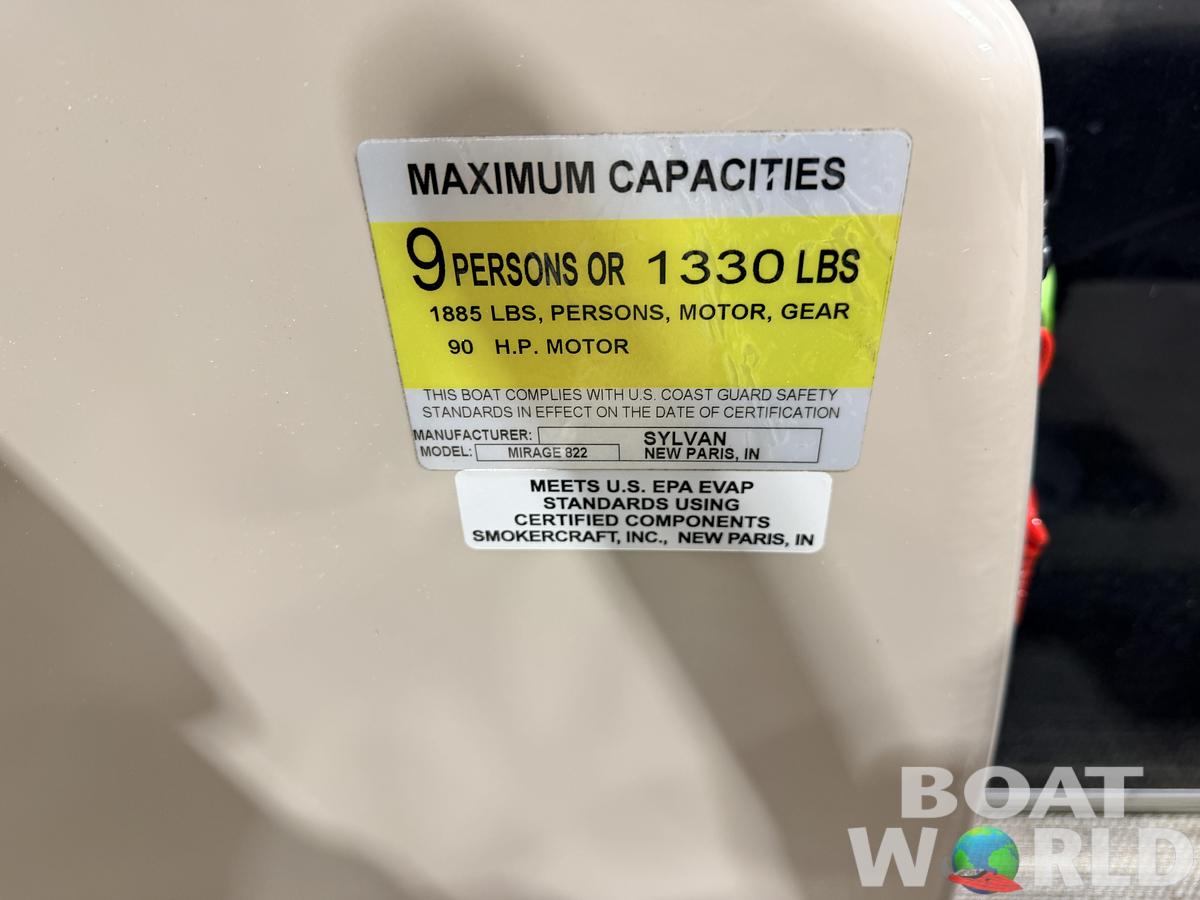 MAXIMUM CAPACITIES
9 PERSONS OR 1330 LBS
1885 LBS, PERSONS, MOTOR, GEAR
90 H.P. MOTOR
THIS BOAT COMPLIES WITH U.S. COAST GUARD SAFETY
STANDARDS IN EFFECT ON THE DATE OF CERTIFICATION
MANUFACTURER: SYLVAN
MODEL: MIRAGE 822 NEW PARIS, IN
MEETS U.S. EPA EVAP
STANDARDS USING
CERTIFIED COMPONENTS
SMOKERCRAFT, INC., NEW PARIS, IN
BOAT
WORLD